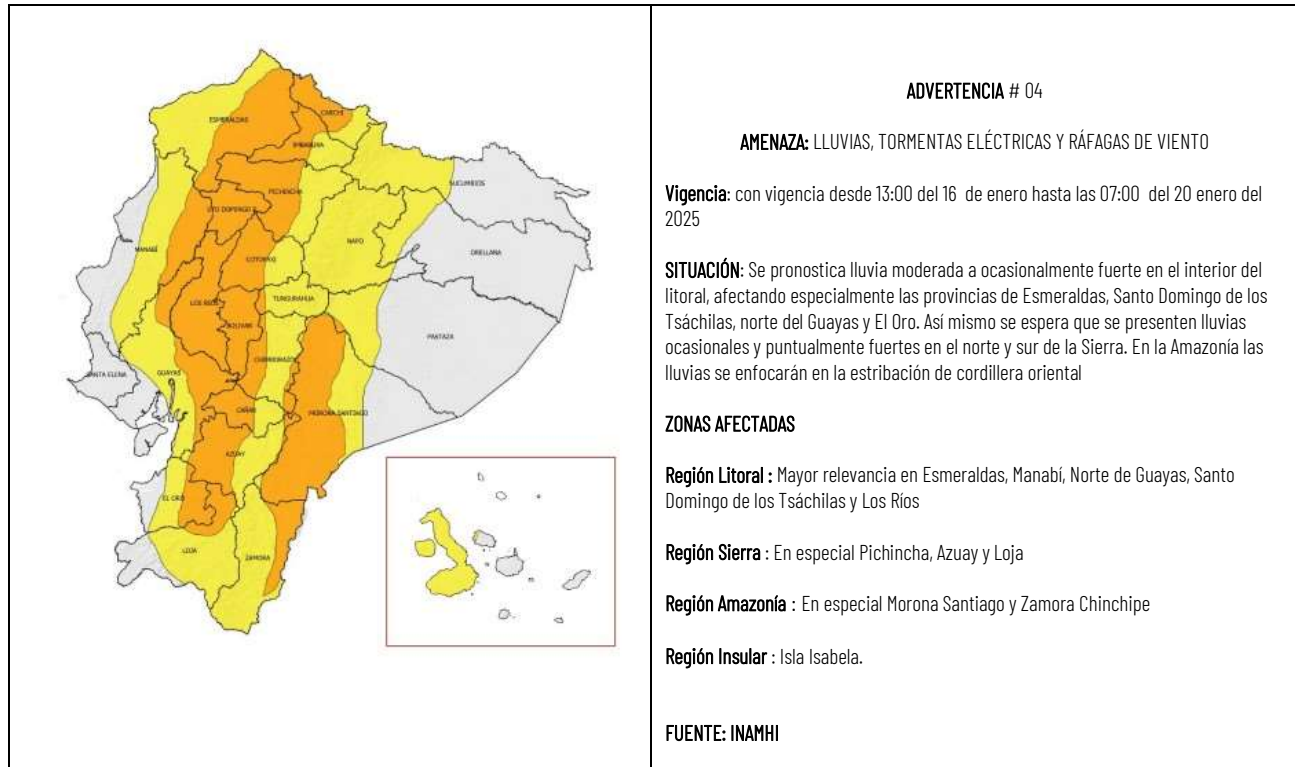 ESMERALDAS
CARCHI
IMBABURA
SUCUMBIOS
PICHINCHA
STO DOMINGO D
ORELLANA
MANABÍ
NAPO
COTOPAXI
LOS RIOS
TUNGURAHUA
BOLIVAR
PASTAZA
CHIMBORAZO
SANTA ELENA
GUAYAS
MORONA SANTIAGO
CAÑAR
AZUAY
EL ORO
LOJA
ZAMORA
ADVERTENCIA # 04
AMENAZA: LLUVIAS, TORMENTAS ELÉCTRICAS Y RÁFAGAS DE VIENTO
Vigencia: con vigencia desde 13:00 del 16 de enero hasta las 07:00 del 20 enero del
2025
SITUACIÓN: Se pronostica lluvia moderada a ocasionalmente fuerte en el interior del
litoral, afectando especialmente las provincias de Esmeraldas, Santo Domingo de los
Tsáchilas, norte del Guayas y El Oro. Así mismo se espera que se presenten lluvias
ocasionales y puntualmente fuertes en el norte y sur de la Sierra. En la Amazonía las
lluvias se enfocarán en la estribación de cordillera oriental
ZONAS AFECTADAS
Región Litoral : Mayor relevancia en Esmeraldas, Manabí, Norte de Guayas, Santo
Domingo de los Tsáchilas y Los Ríos
Región Sierra : En especial Pichincha, Azuay y Loja
Región Amazonía : En especial Morona Santiago y Zamora Chinchipe
Región Insular : Isla Isabela.
FUENTE: INAMHI